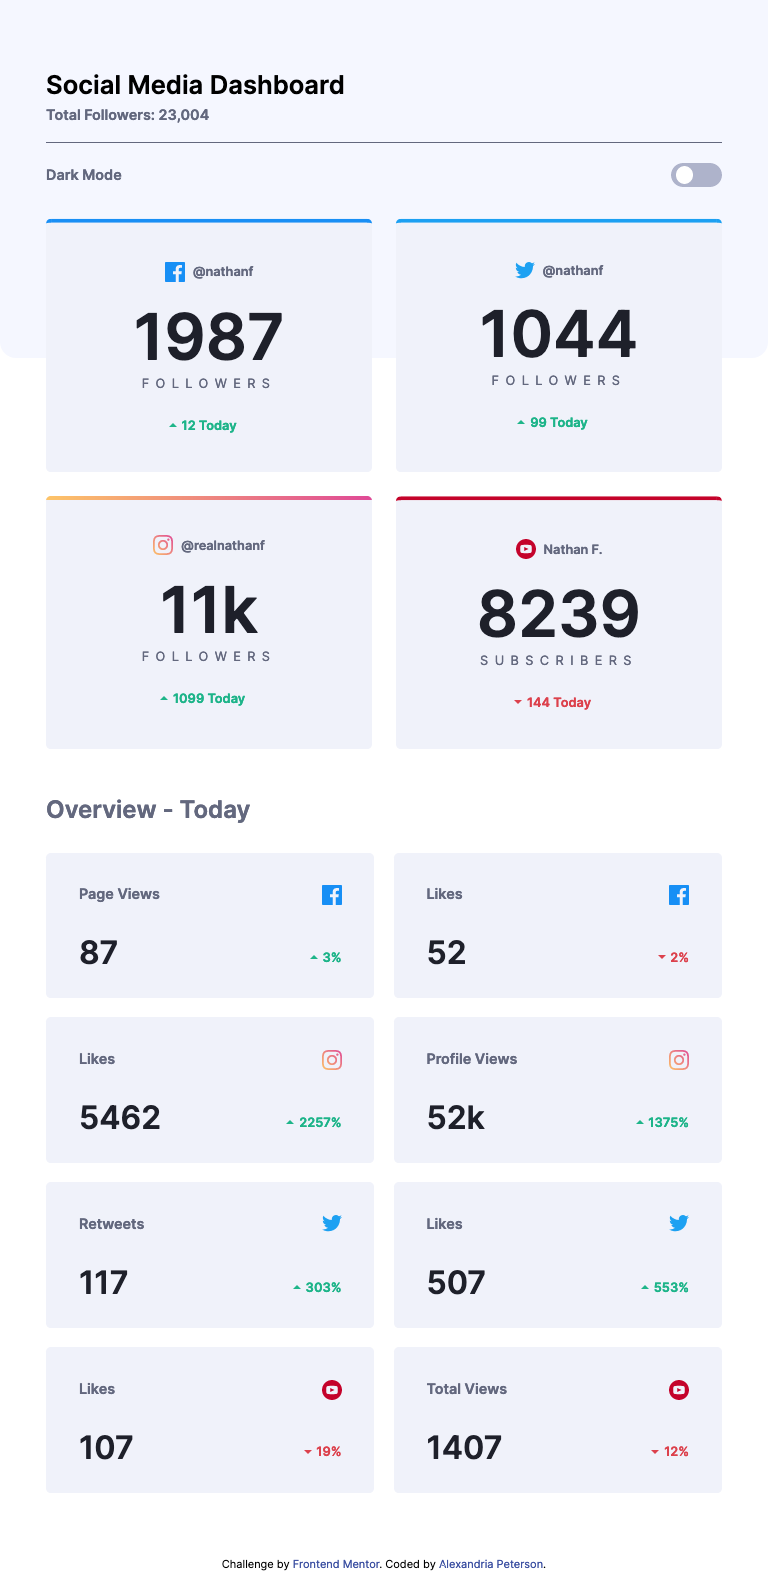 Social Media Dashboard
Total Followers: 23,004
Dark Mode
@nathanf
1987
FOLLOWERS
12 Today
@nathanf
1044
FOLLOWERS
99 Today
@realnathanf
11k
FOLLOWERS
1099 Today
Nathan F.
8239
SUBSCRIBERS
144 Today
Overview - Today
Page Views
87
3%
Likes
52
2%
Likes
5462
2257%
Profile Views
52k
1375%
Retweets
117
303%
Likes
507
553%
Likes
107
19%
Total Views
1407
12%
Challenge by Frontend Mentor. Coded by Alexandria Peterson.